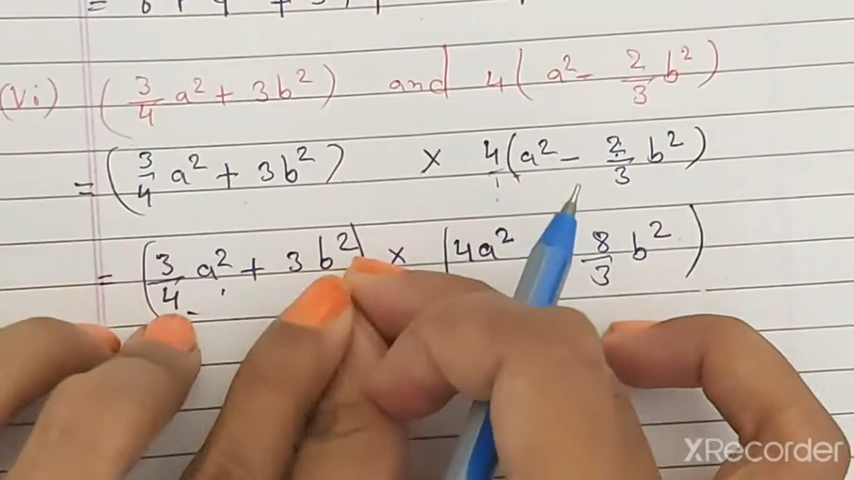 (vi) (3/4 a² + 3b²) and 4(a² - 2/3 b²)
= (3/4 a² + 3b²) × 4(a² - 2/3 b²)
= (3/4 a² + 3b²) × (4a² 8/3 b²)
XRecorder